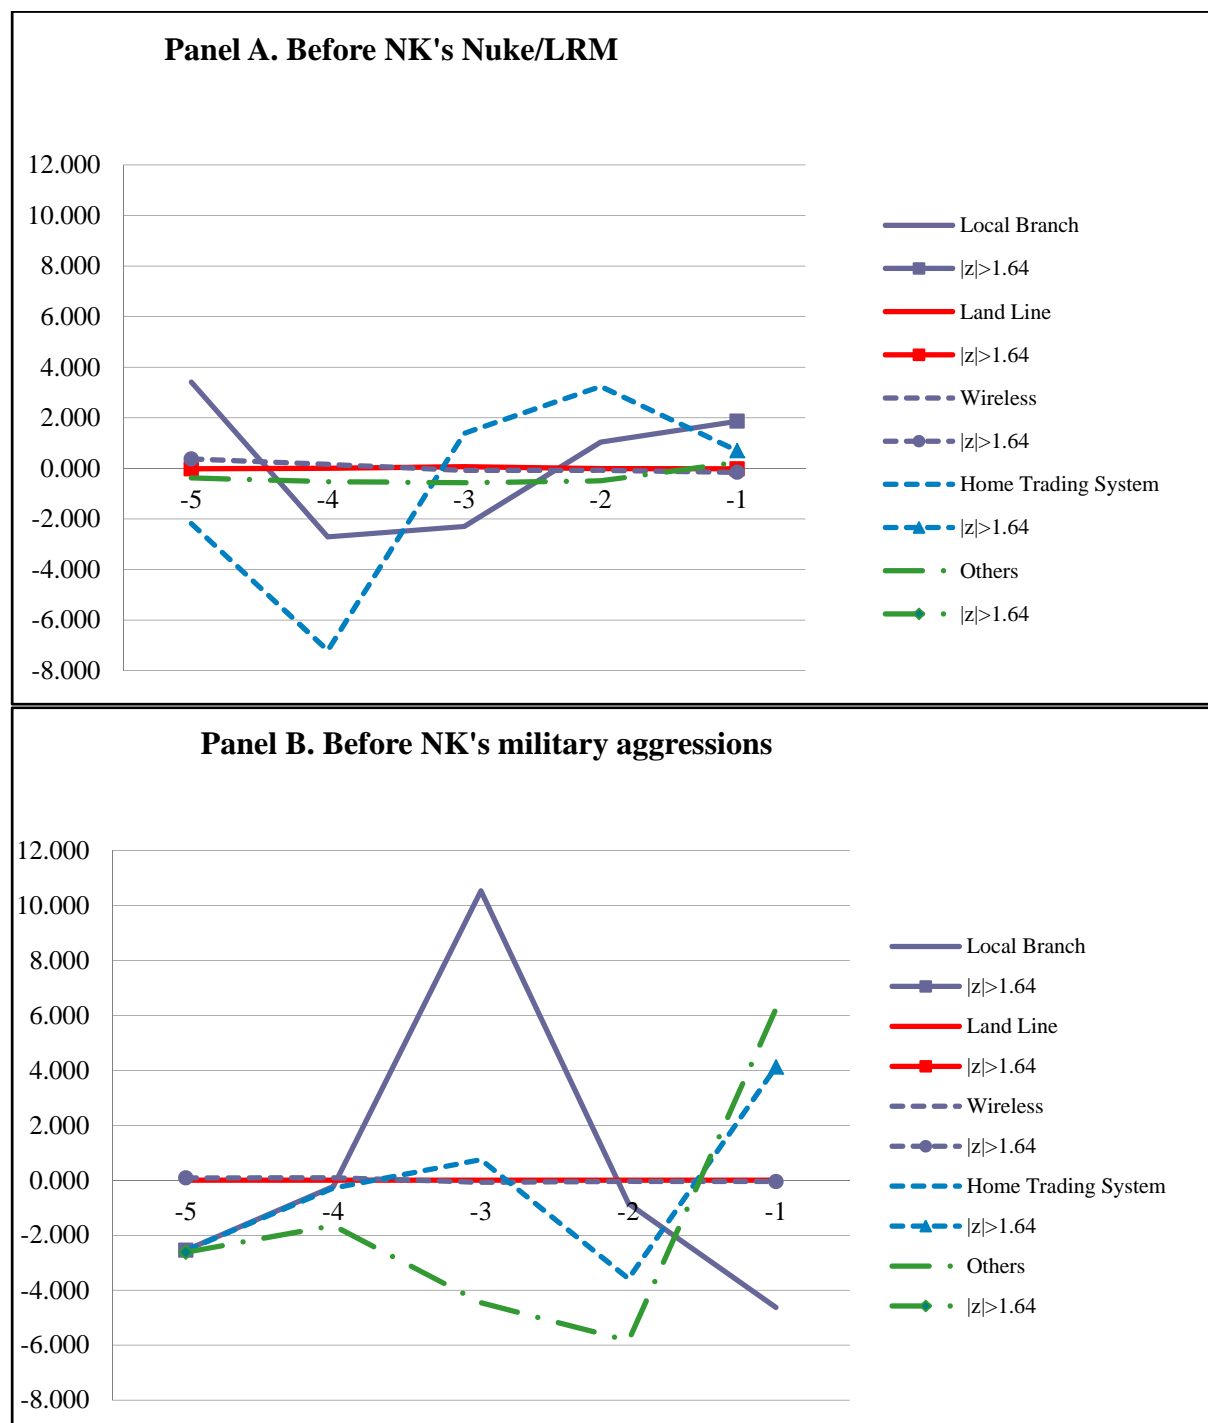 Panel A. Before NK's Nuke/LRM
12.000
10.000
8.000
6.000
4.000
2.000
0.000
-2.000
-4.000
-6.000
-8.000
-5
-4
-3
-2
-1
Local Branch
|z|>1.64
Land Line
|z|>1.64
Wireless
|z|>1.64
Home Trading System
|z|>1.64
Others
|z|>1.64
Panel B. Before NK's military aggressions
12.000
10.000
8.000
6.000
4.000
2.000
0.000
-2.000
-4.000
-6.000
-8.000
-5
-4
-3
-2
-1
Local Branch
|z|>1.64
Land Line
|z|>1.64
Wireless
|z|>1.64
Home Trading System
|z|>1.64
Others
|z|>1.64